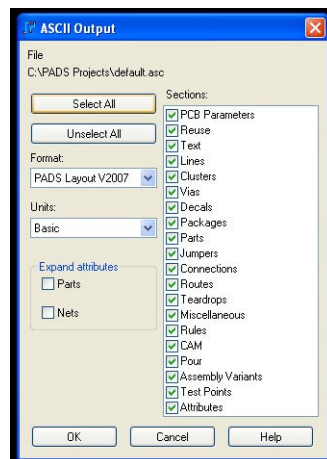 ASCII Output
File
C:\PADS Projects\default.asc
Select All
Unselect All
Format:
PADS Layout V2007
Units:
Basic
Expand attributes
Parts
Nets
Sections:
PCB Parameters
Reuse
Text
Lines
Clusters
Vias
Decals
Packages
Parts
Jumpers
Connections
Routes
Teardrops
Miscellaneous
Rules
CAM
Pour
Assembly Variants
Test Points
Attributes
OK
Cancel
Help